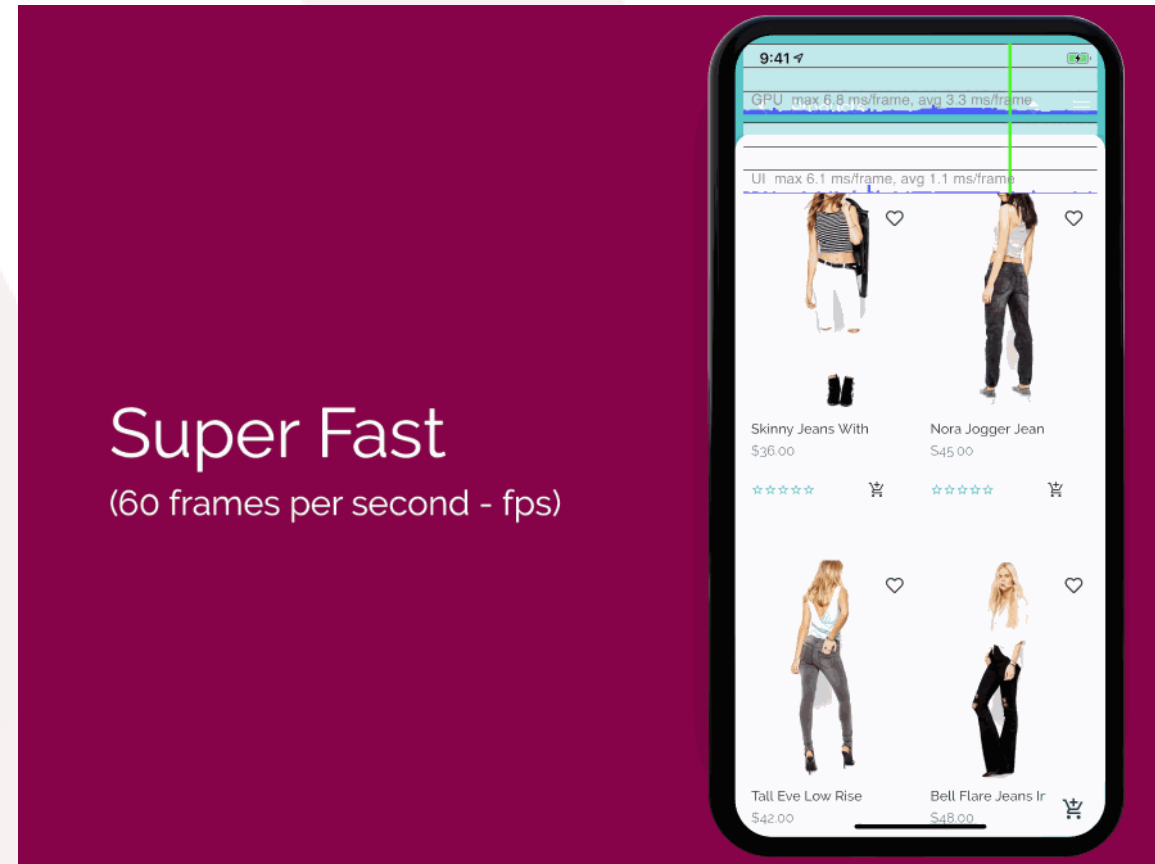 Super Fast
(60 frames per second - fps)
9:41
GPU max 6.8 ms/frame, avg 3.3 ms/frame
UI max 6.1 ms/frame, avg 1.1 ms/frame
Skinny Jeans With
$36.00
Nora Jogger Jean
$45.00
Tall Eve Low Rise
$42.00
Bell Flare Jeans Ir
$48.00